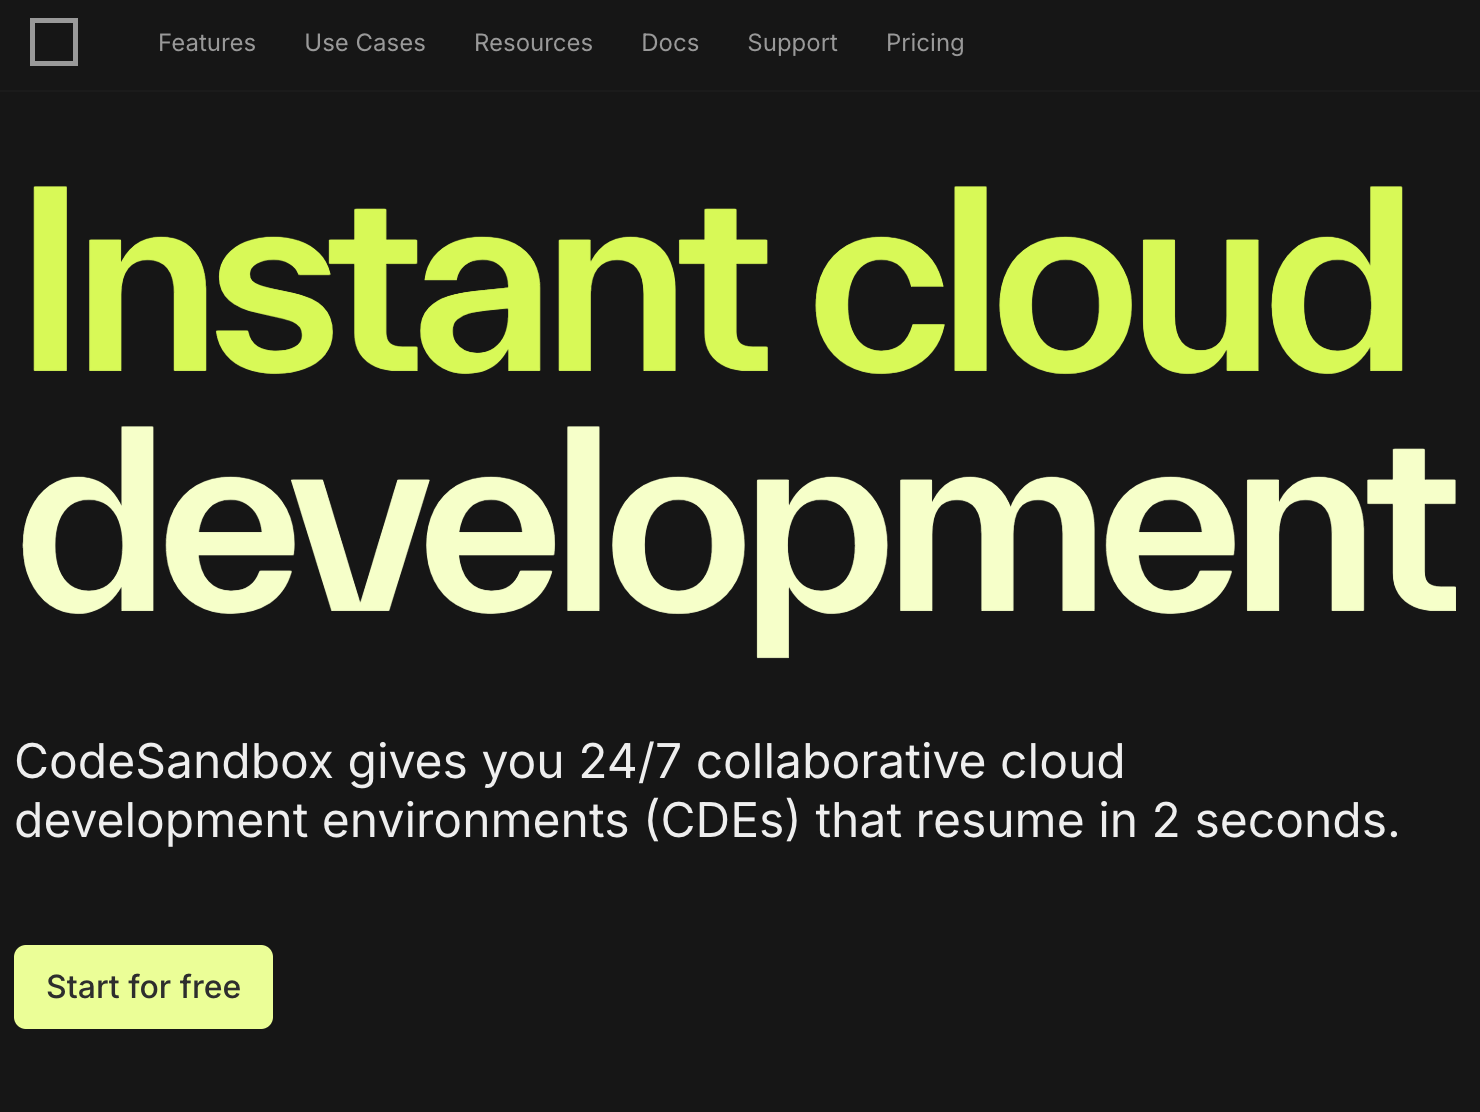 Features Use Cases Resources Docs Support Pricing
Instant cloud
development
CodeSandbox gives you 24/7 collaborative cloud
development environments (CDEs) that resume in 2 seconds.
Start for free